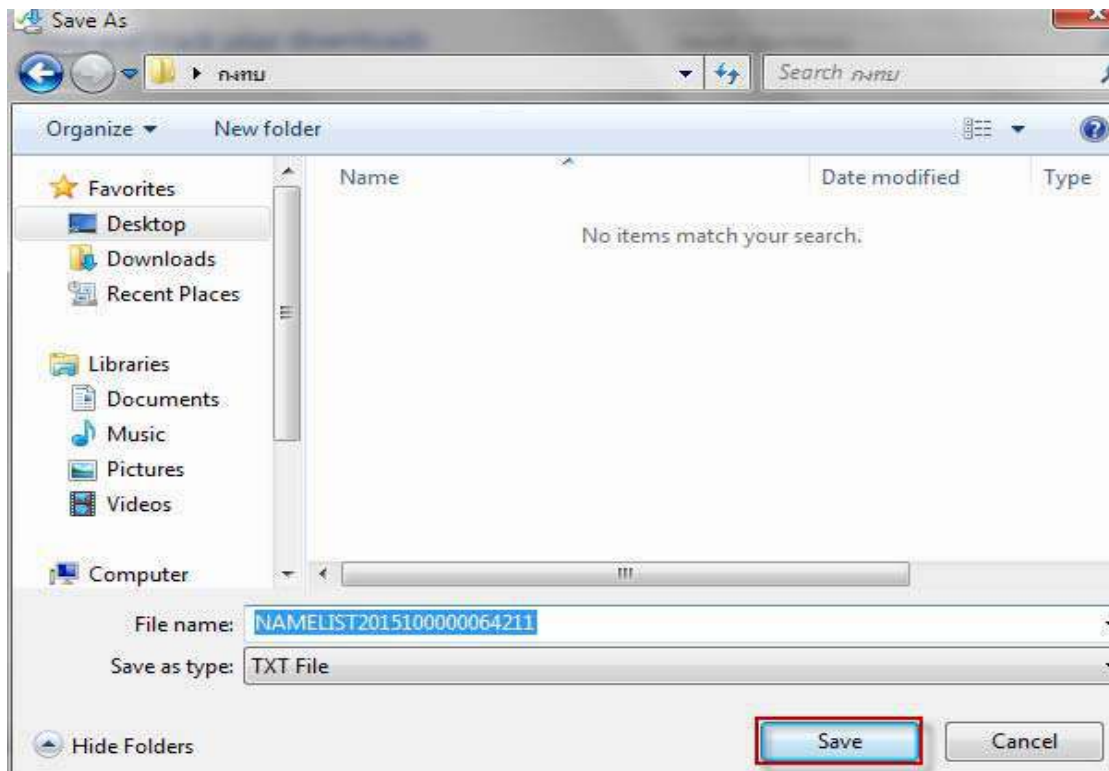 Save As
กงทบ
Search กงทบ
Organize
New folder
Name
Date modified
Type
No items match your search.
Favorites
Desktop
Downloads
Recent Places
Libraries
Documents
Music
Pictures
Videos
Computer
File name: NAMELIST2015100000064211
Save as type: TXT File
Hide Folders
Save
Cancel